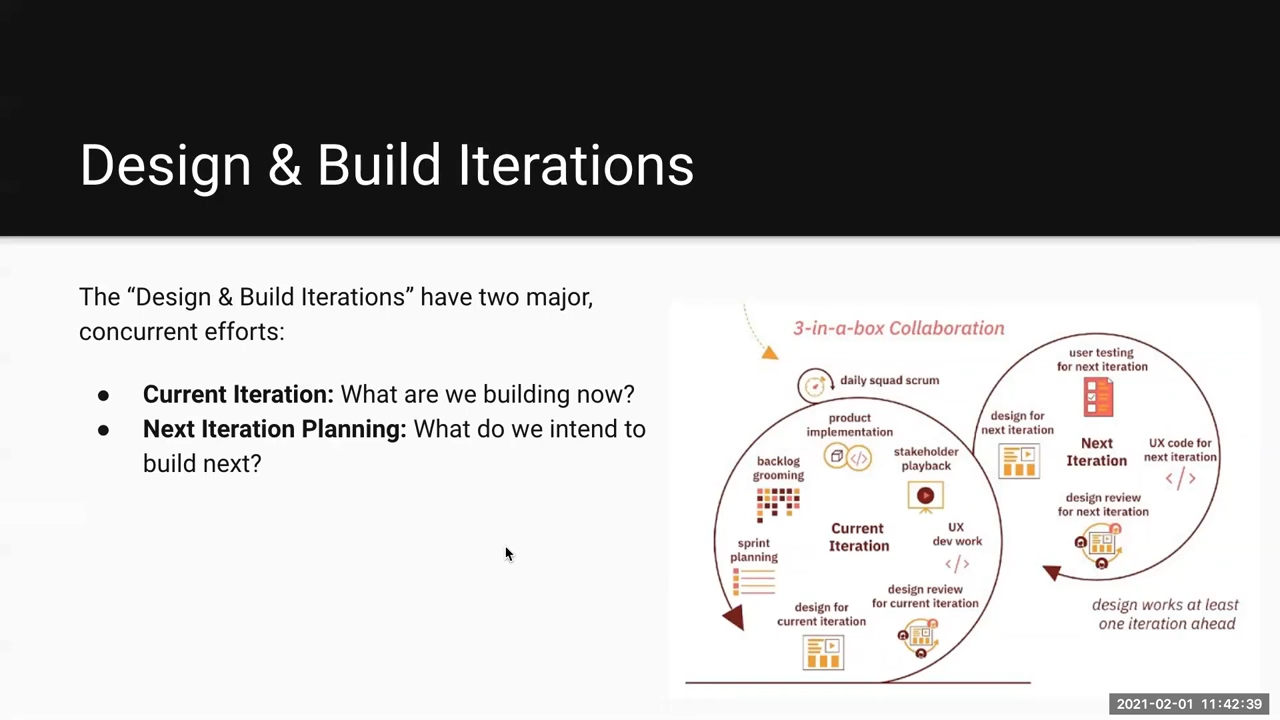 Design & Build Iterations
The “Design & Build Iterations” have two major,
concurrent efforts:
● Current Iteration: What are we building now?
● Next Iteration Planning: What do we intend to
build next?
3-in-a-box Collaboration
daily squad scrum
product
implementation
stakeholder
playback
backlog
grooming
Current
Iteration
UX
dev work
</>
sprint
planning
design review
for current iteration
design for
current iteration
user testing
for next iteration
design for
next iteration
Next
Iteration
UX code for
next iteration
</>
design review
for next iteration
design works at least
one iteration ahead
2021-02-01 11:42:39